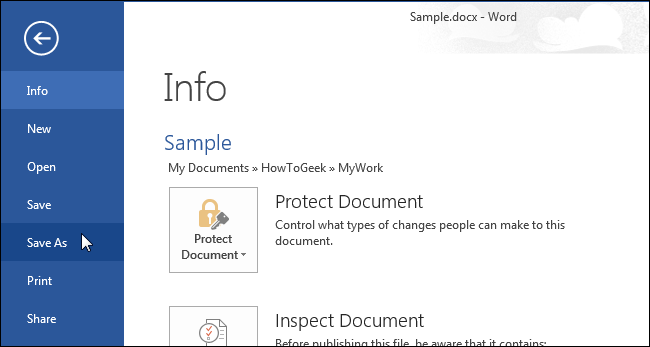 Sample.docx - Word
Info
New
Open
Save
Save As
Print
Share
Info
Sample
My Documents » HowToGeek » MyWork
Protect
Document
Protect Document
Control what types of changes people can make to this
document.
Inspect Document
Before publishing this file, be aware that it contains: